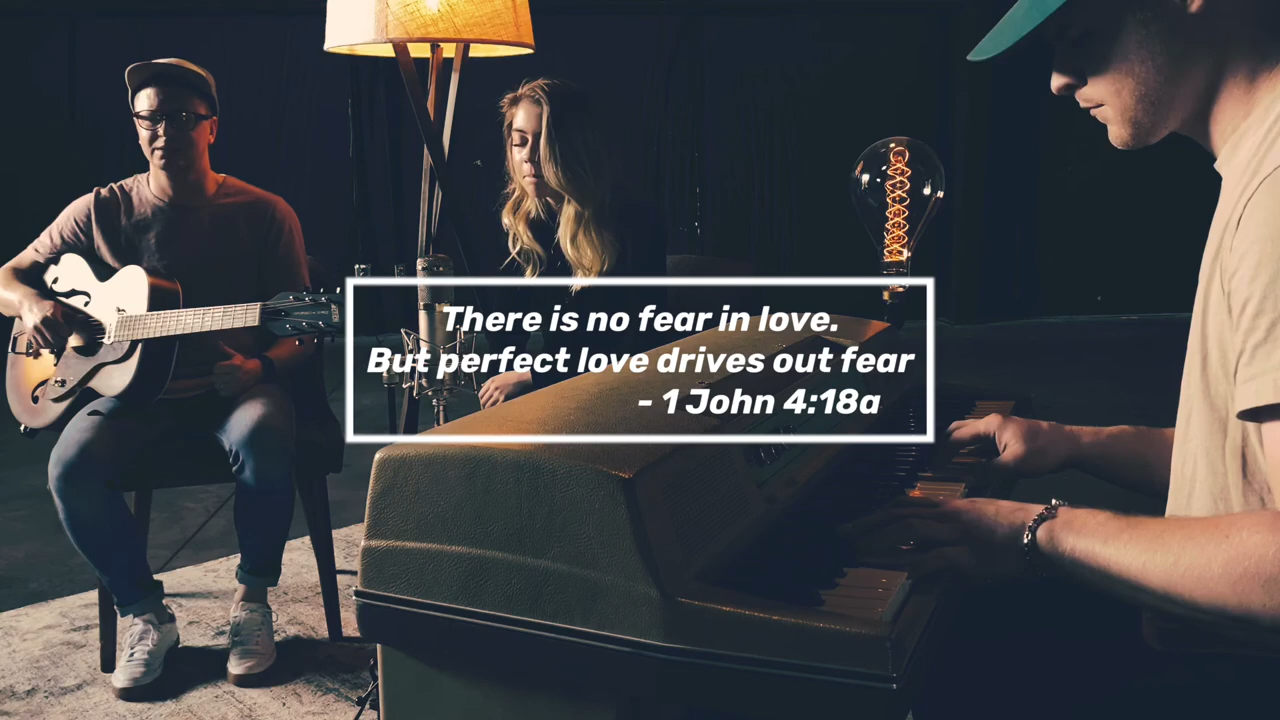 There is no fear in love.
But perfect love drives out fear
- 1 John 4:18a